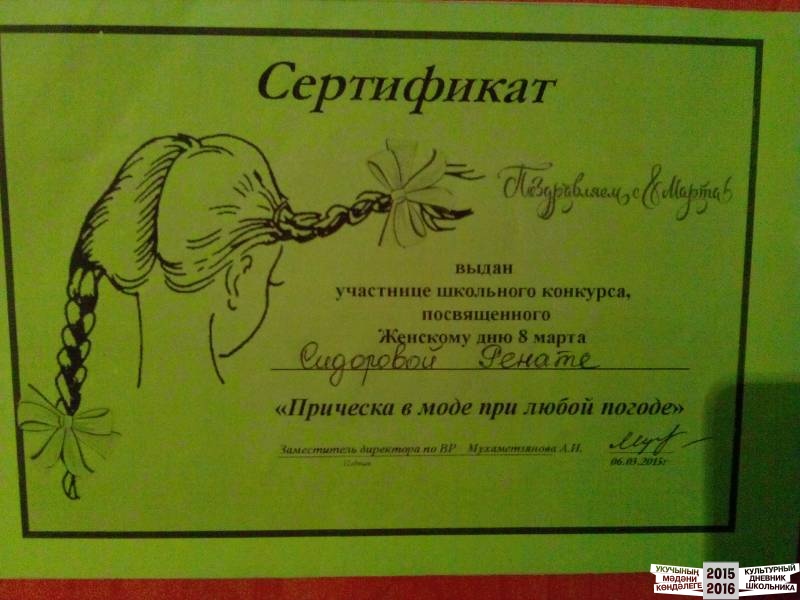 Сертификат
Поздравляем, с 8 Марта
выдан
участнице школьного конкурса,
посвященного
Женскому дню 8 марта
Сидоровой Ренате
«Прическа в моде при любой погоде»
Заместитель директора по ВР Мухаметзянова А.И.
06.03.2015г
УКУЧЫНЫҢ
МӘДӘНИ
КӨНДӘЛЕГЕ
2015
2016
КУЛЬТУРНЫЙ
ДНЕВНИК
ШКОЛЬНИКА